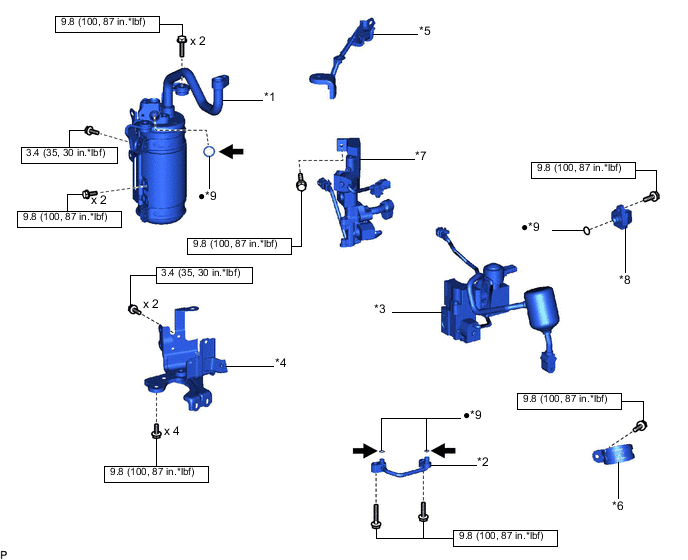 9.8 (100, 87 in.*lbf)
x 2
*5
*1
3.4 (35, 30 in.*lbf)
*7
x 2
●*9
9.8 (100, 87 in.*lbf)
9.8 (100, 87 in.*lbf)
9.8 (100, 87 in.*lbf)
●*9
*8
3.4 (35, 30 in.*lbf)
x 2
*3
*4
x 4
9.8 (100, 87 in.*lbf)
●*9
*2
9.8 (100, 87 in.*lbf)
9.8 (100, 87 in.*lbf)
*6
P